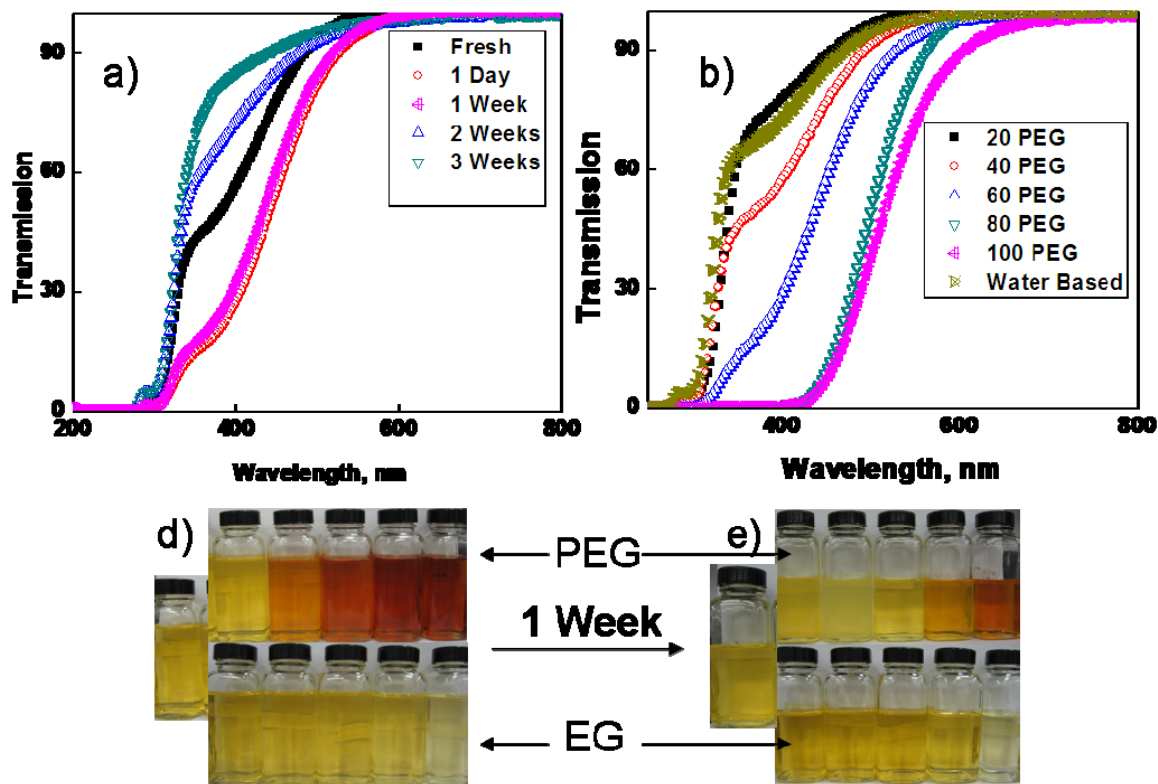 a)
90
60
30
0
Transmission
Fresh
1 Day
1 Week
2 Weeks
3 Weeks
200
400
600
800
Wavelength, nm
b)
90
60
30
0
Transmission
20 PEG
40 PEG
60 PEG
80 PEG
100 PEG
Water Based
400
600
800
Wavelength, nm
d)
PEG
e)
1 Week
EG